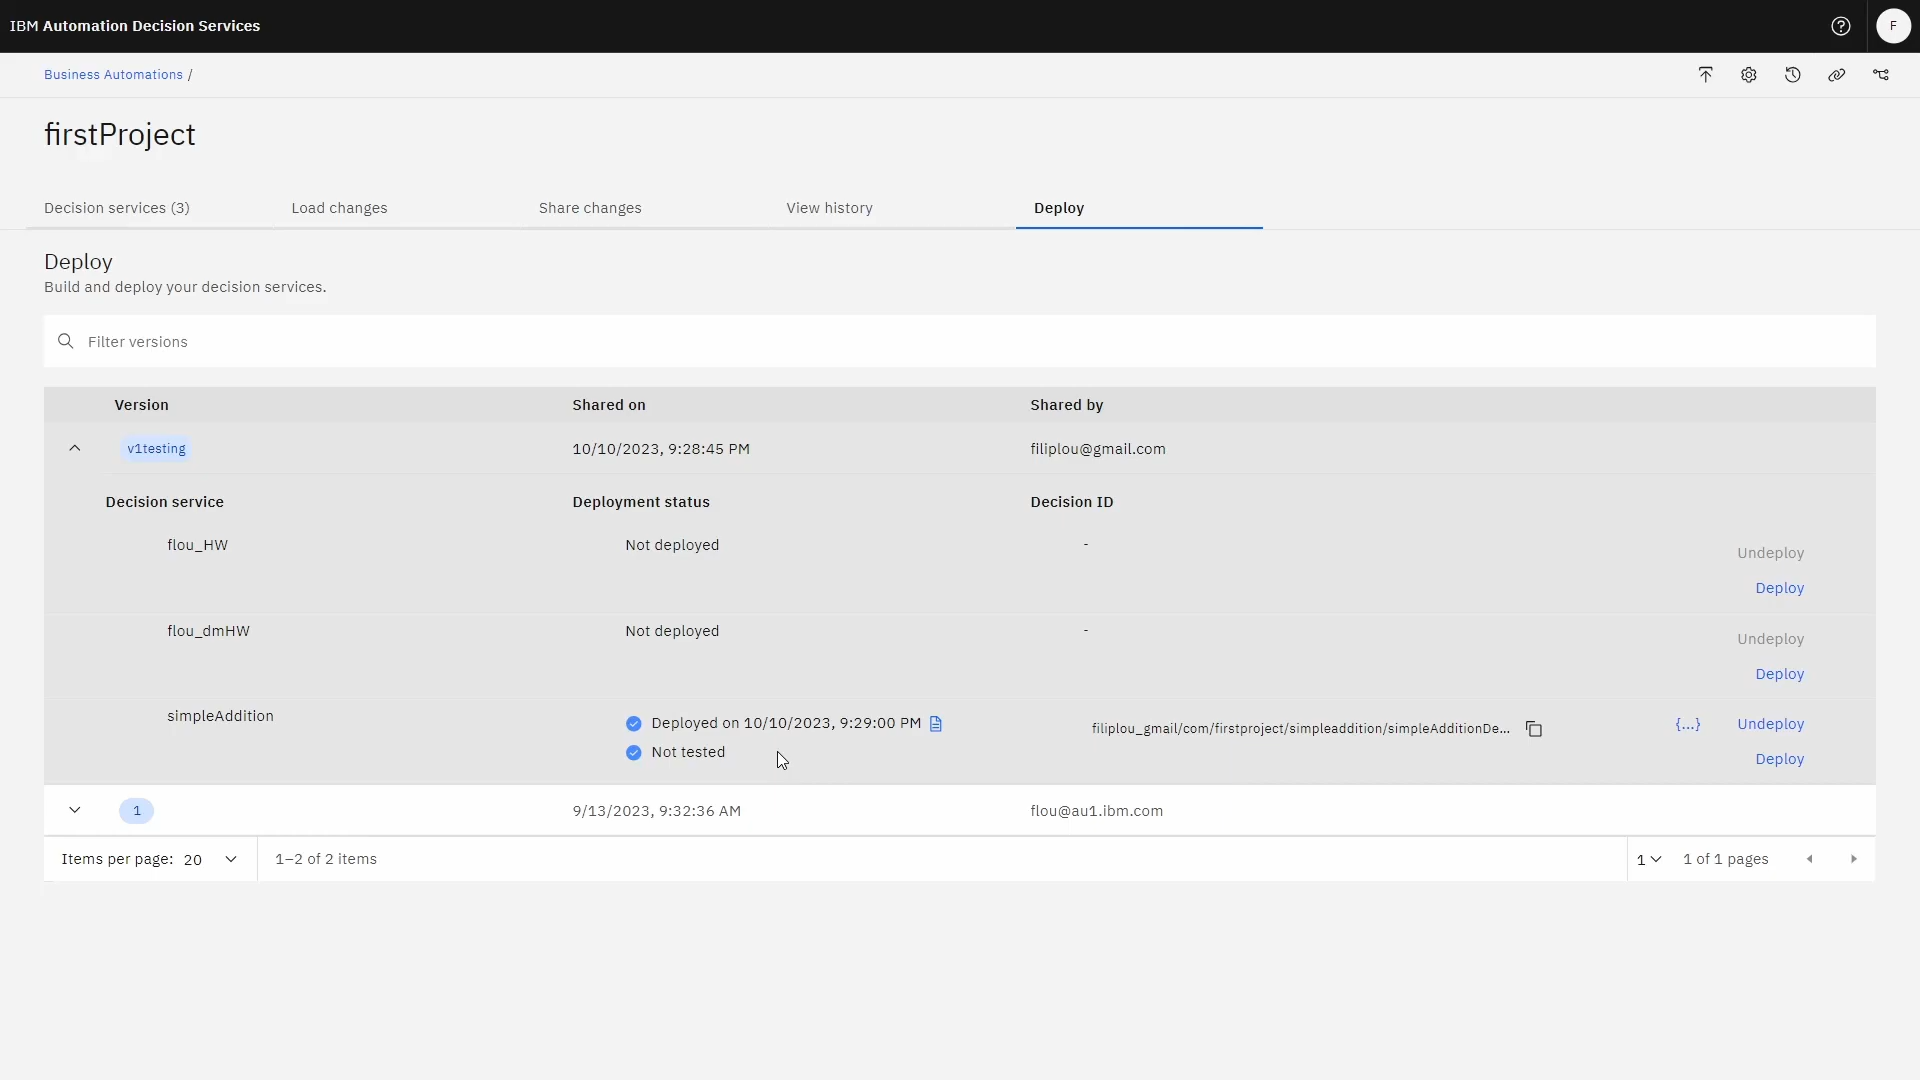 IBM Automation Decision Services
F
Business Automations /
firstProject
Decision services (3) Load changes Share changes View history Deploy
Deploy
Build and deploy your decision services.
Filter versions
Version Shared on Shared by
v1testing 10/10/2023, 9:28:45 PM filiplou@gmail.com
Decision service Deployment status Decision ID
flou_HW Not deployed -
Undeploy
Deploy
flou_dmHW Not deployed -
Undeploy
Deploy
simpleAddition Deployed on 10/10/2023, 9:29:00 PM filiplou_gmail/com/firstproject/simpleaddition/simpleAdditionDe... {...} Undeploy
Not tested Deploy
1 9/13/2023, 9:32:36 AM flou@au1.ibm.com
Items per page: 20 1–2 of 2 items 1 1 of 1 pages